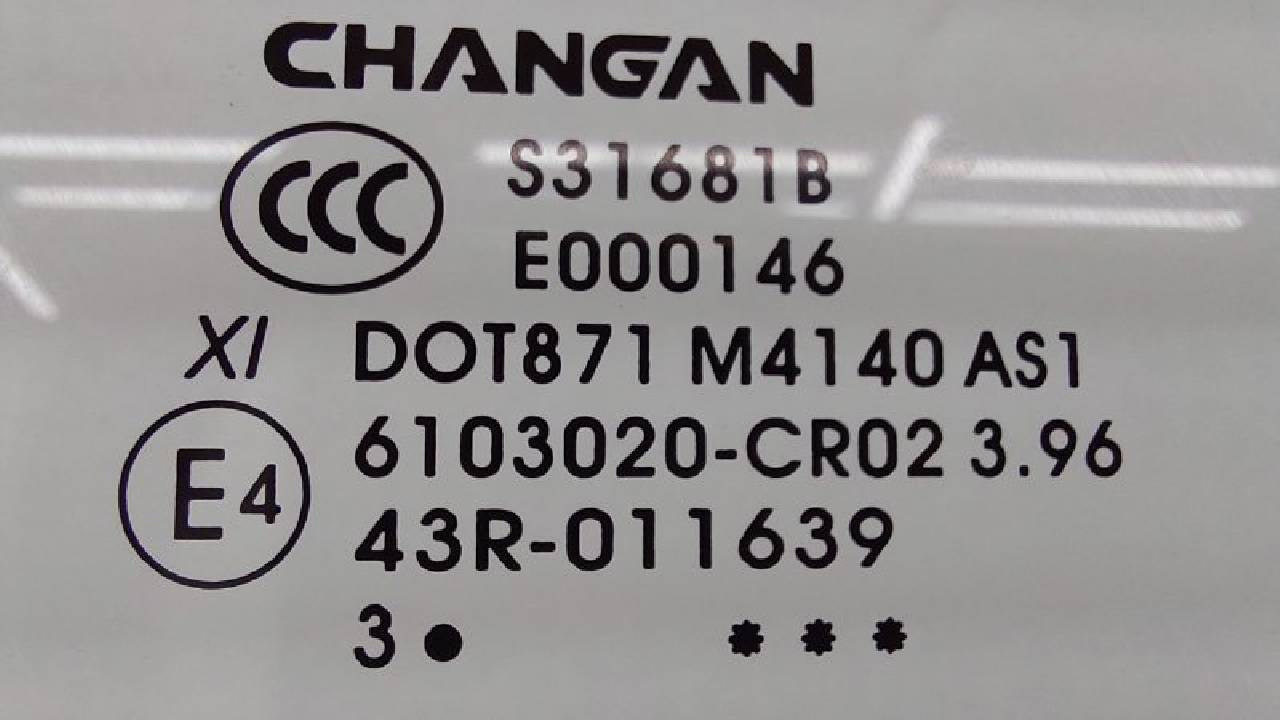 CHANGAN
CCC
S31681B
E000146
XI DOT871 M4140 AS1
6103020-CR02 3.96
E4
43R-011639
3● ***